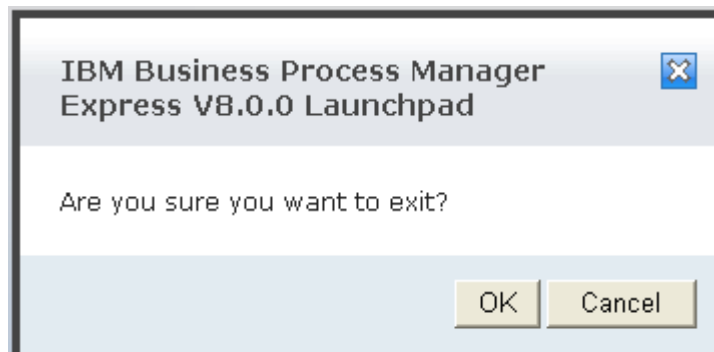 IBM Business Process Manager
Express V8.0.0 Launchpad
Are you sure you want to exit?
OK Cancel